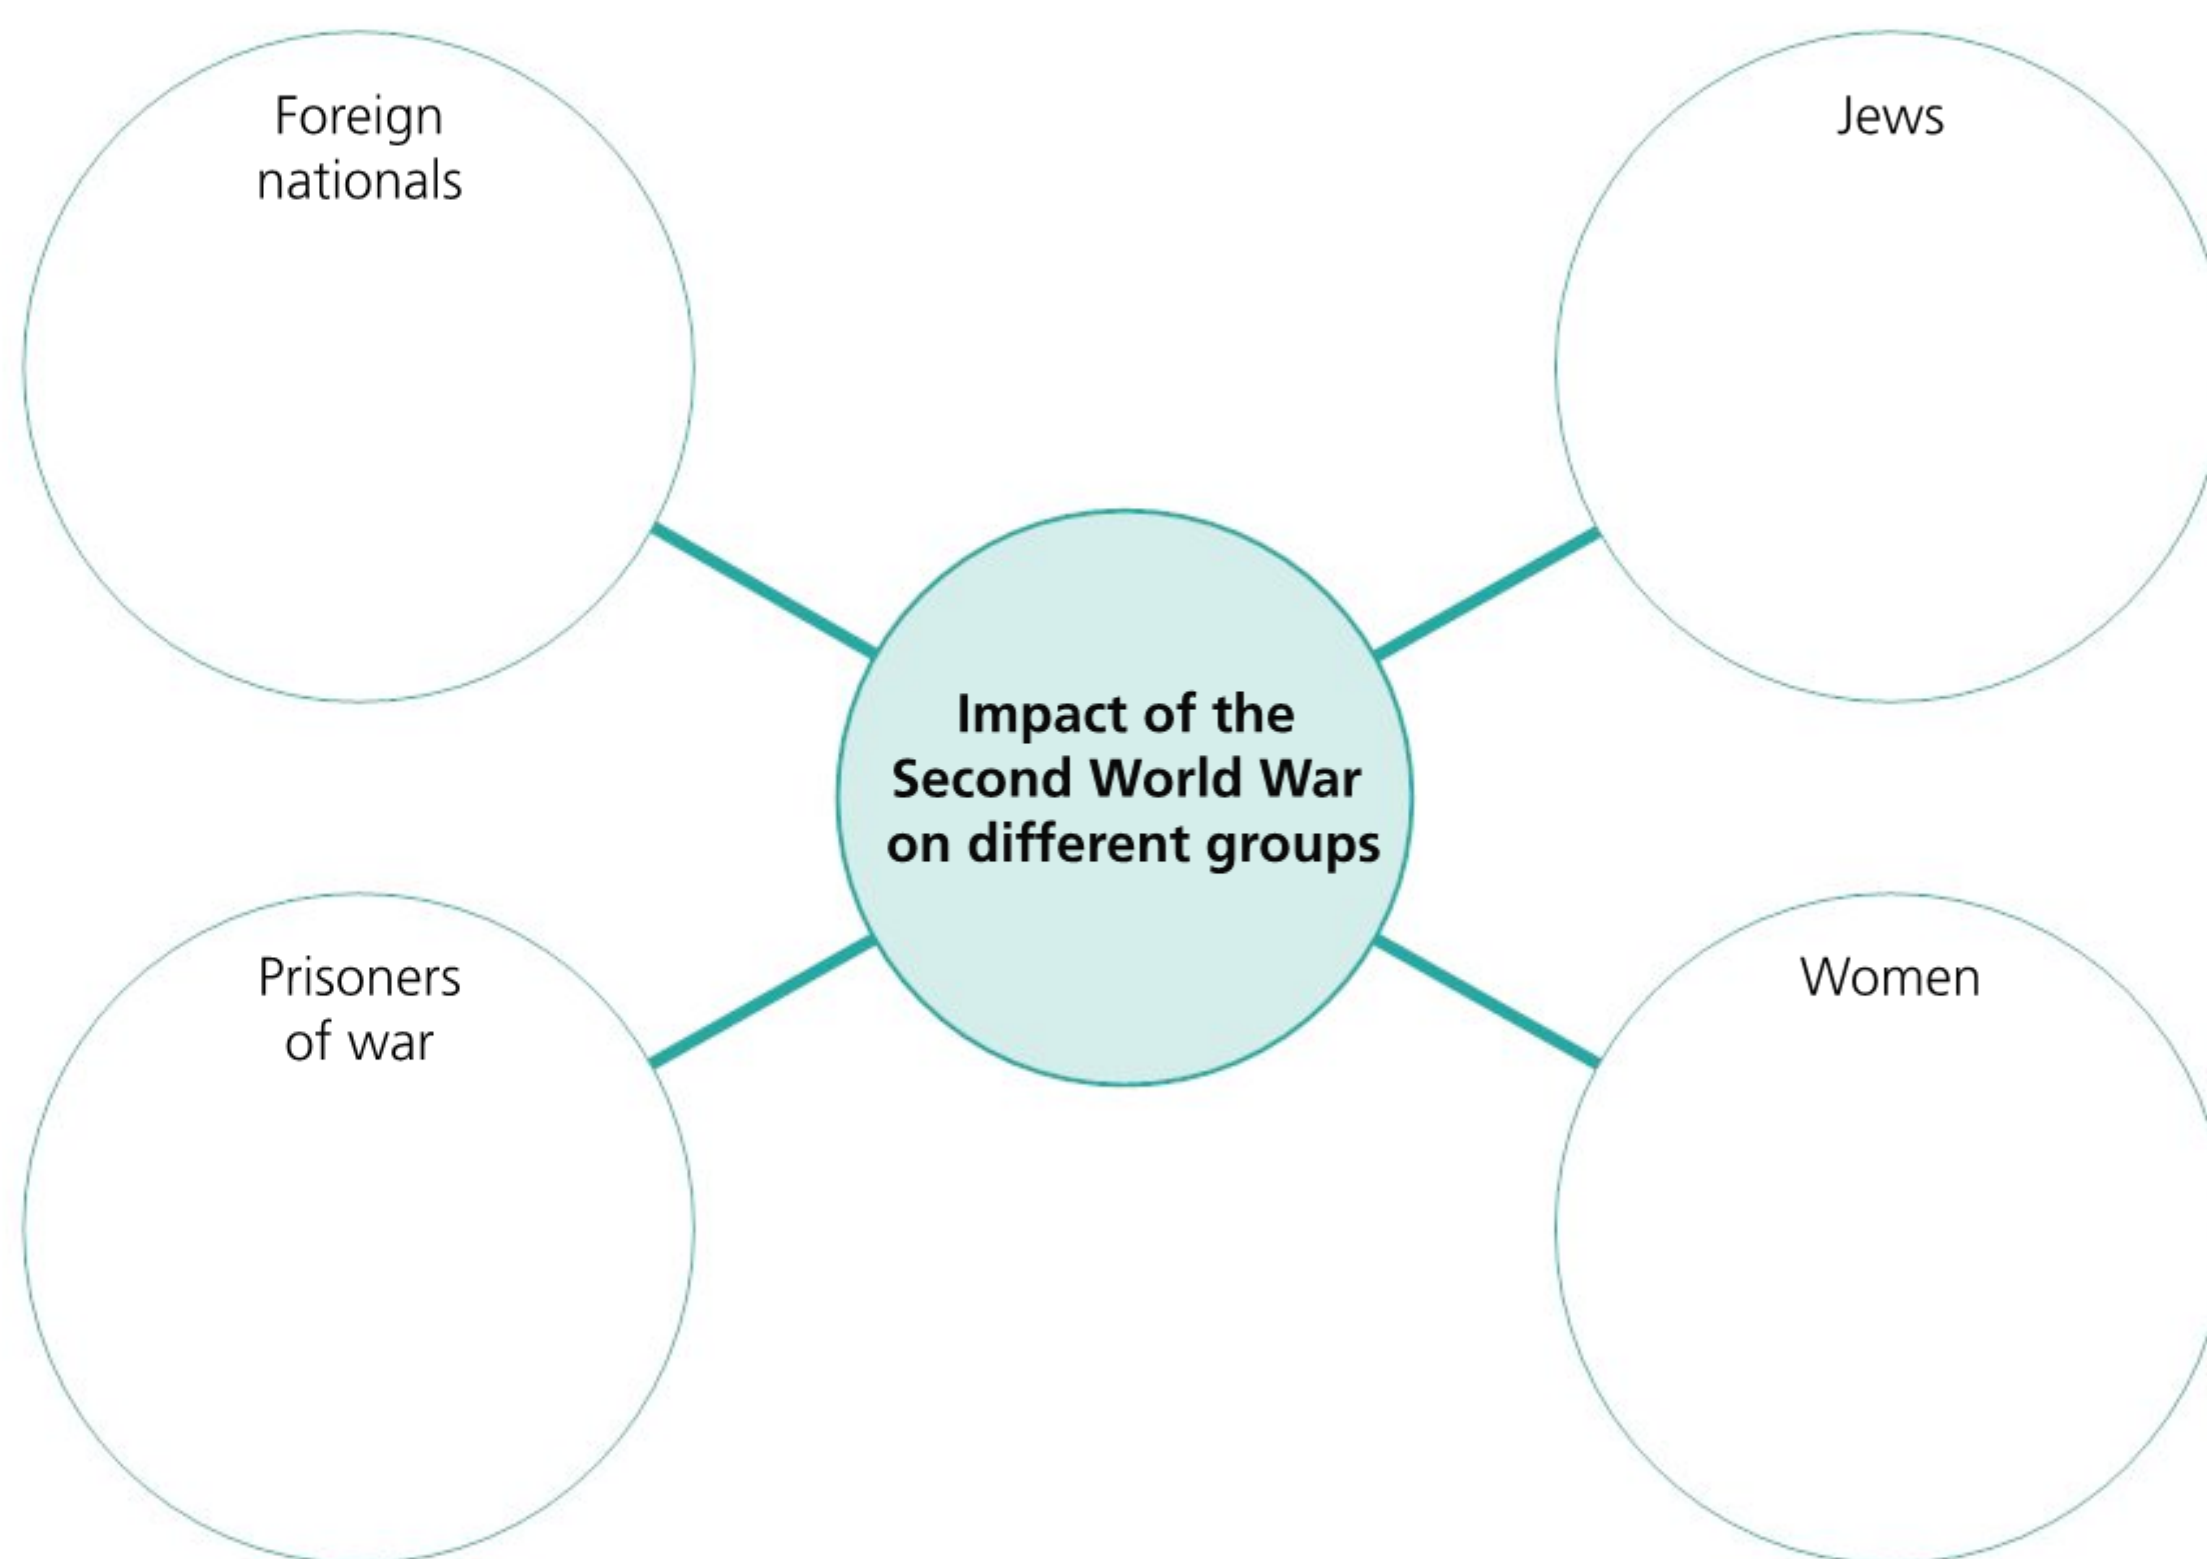 Foreign
nationals
Jews
Impact of the
Second World War
on different groups
Prisoners
of war
Women